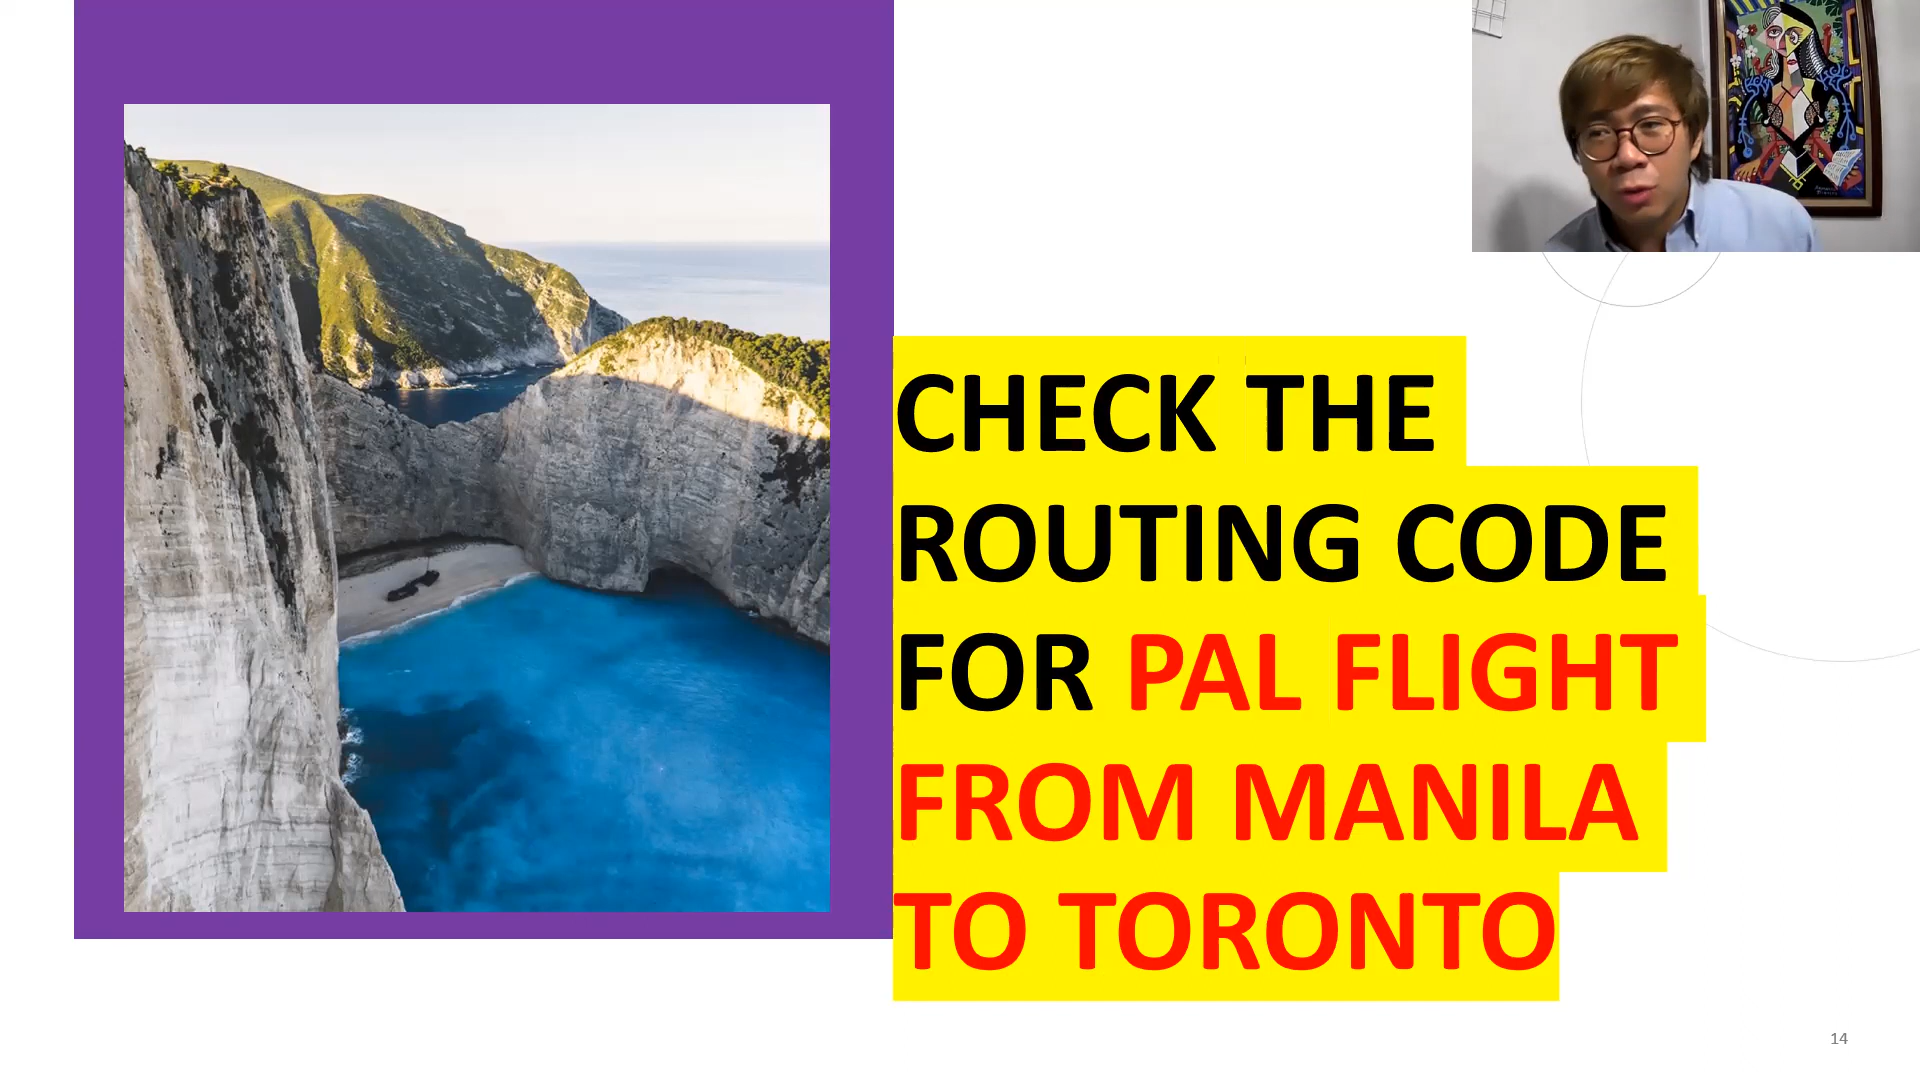 CHECK THE
ROUTING CODE
FOR PAL FLIGHT
FROM MANILA
TO TORONTO
14